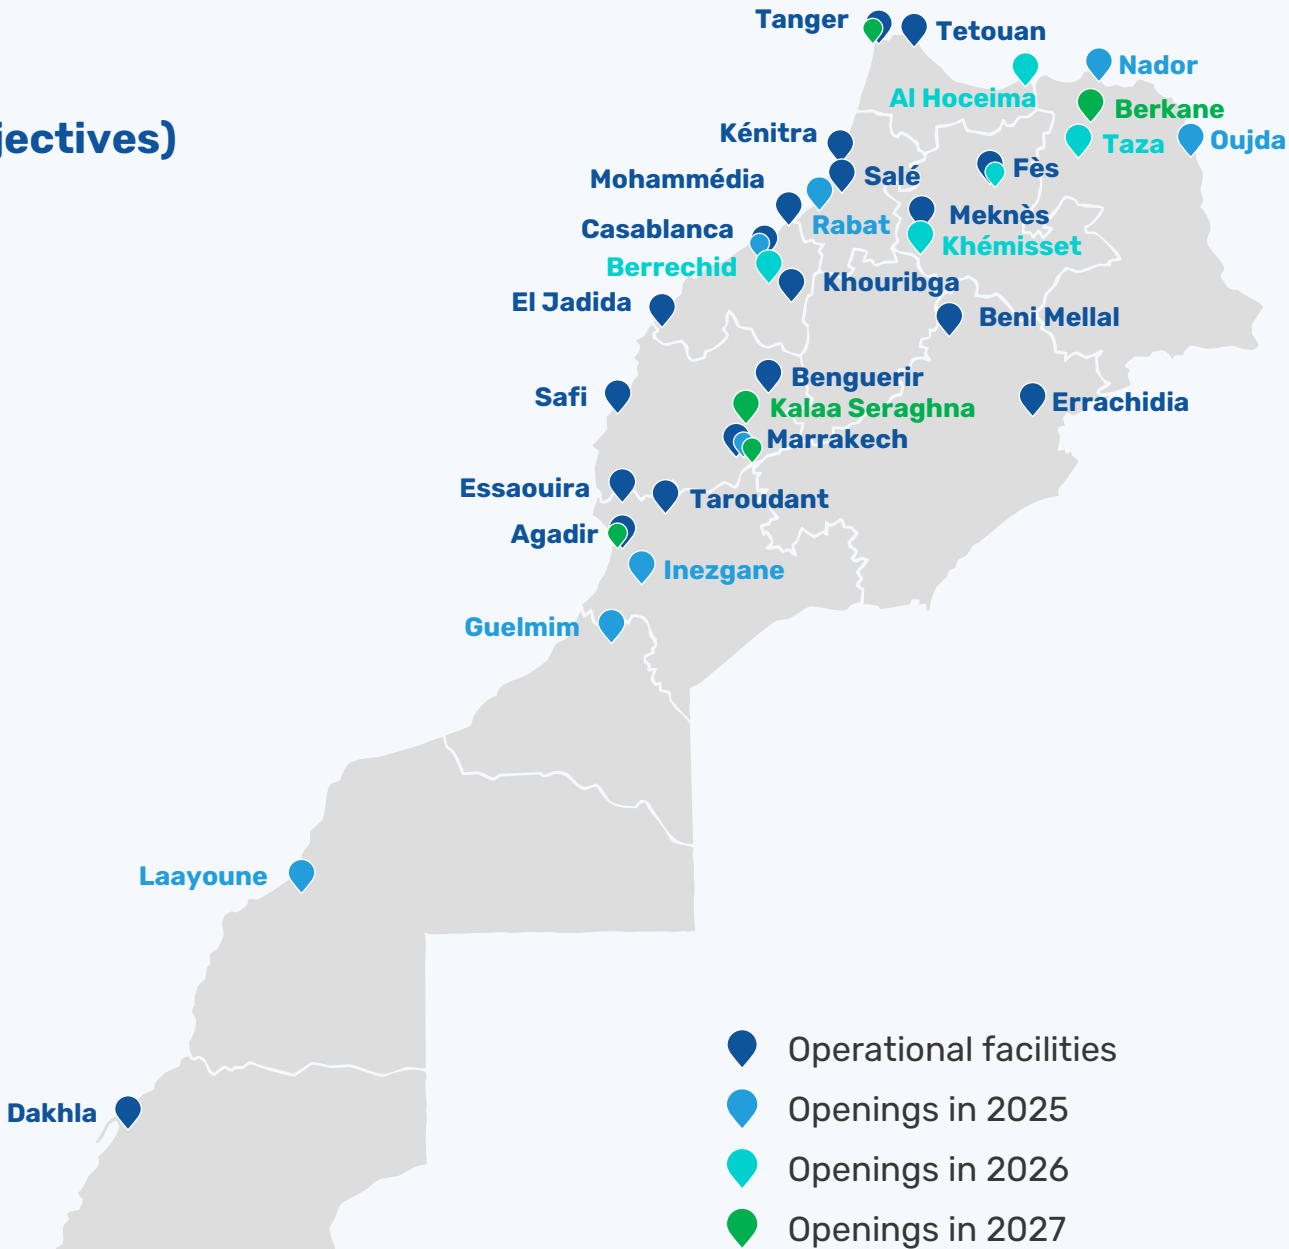 Tanger
Tetouan
Nador
Al Hoceima
Berkane
jectives)
Kénitra
Taza
Oujda
Fès
Salé
Mohammédia
Rabat
Meknès
Casablanca
Khémisset
Berrechid
Khouribga
El Jadida
Beni Mellal
Benguerir
Safi
Errachidia
Kalaa Seraghna
Marrakech
Essaouira
Taroudant
Agadir
Inezgane
Guelmim
Laayoune
Dakhla
Operational facilities
Openings in 2025
Openings in 2026
Openings in 2027